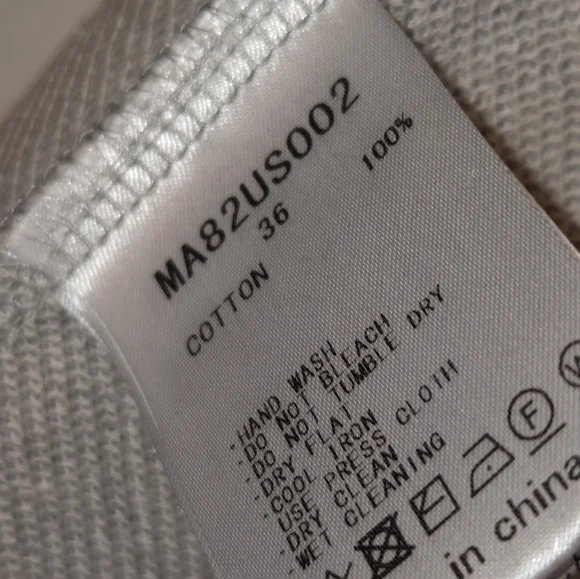 MA82US002
36
COTTON 100%
·HAND WASH
·DO NOT BLEACH
·DO NOT TUMBLE DRY
·DRY FLAT
·COOL IRON
USE PRESS CLOTH
·DRY CLEAN
·WET CLEANING
F
W
in china